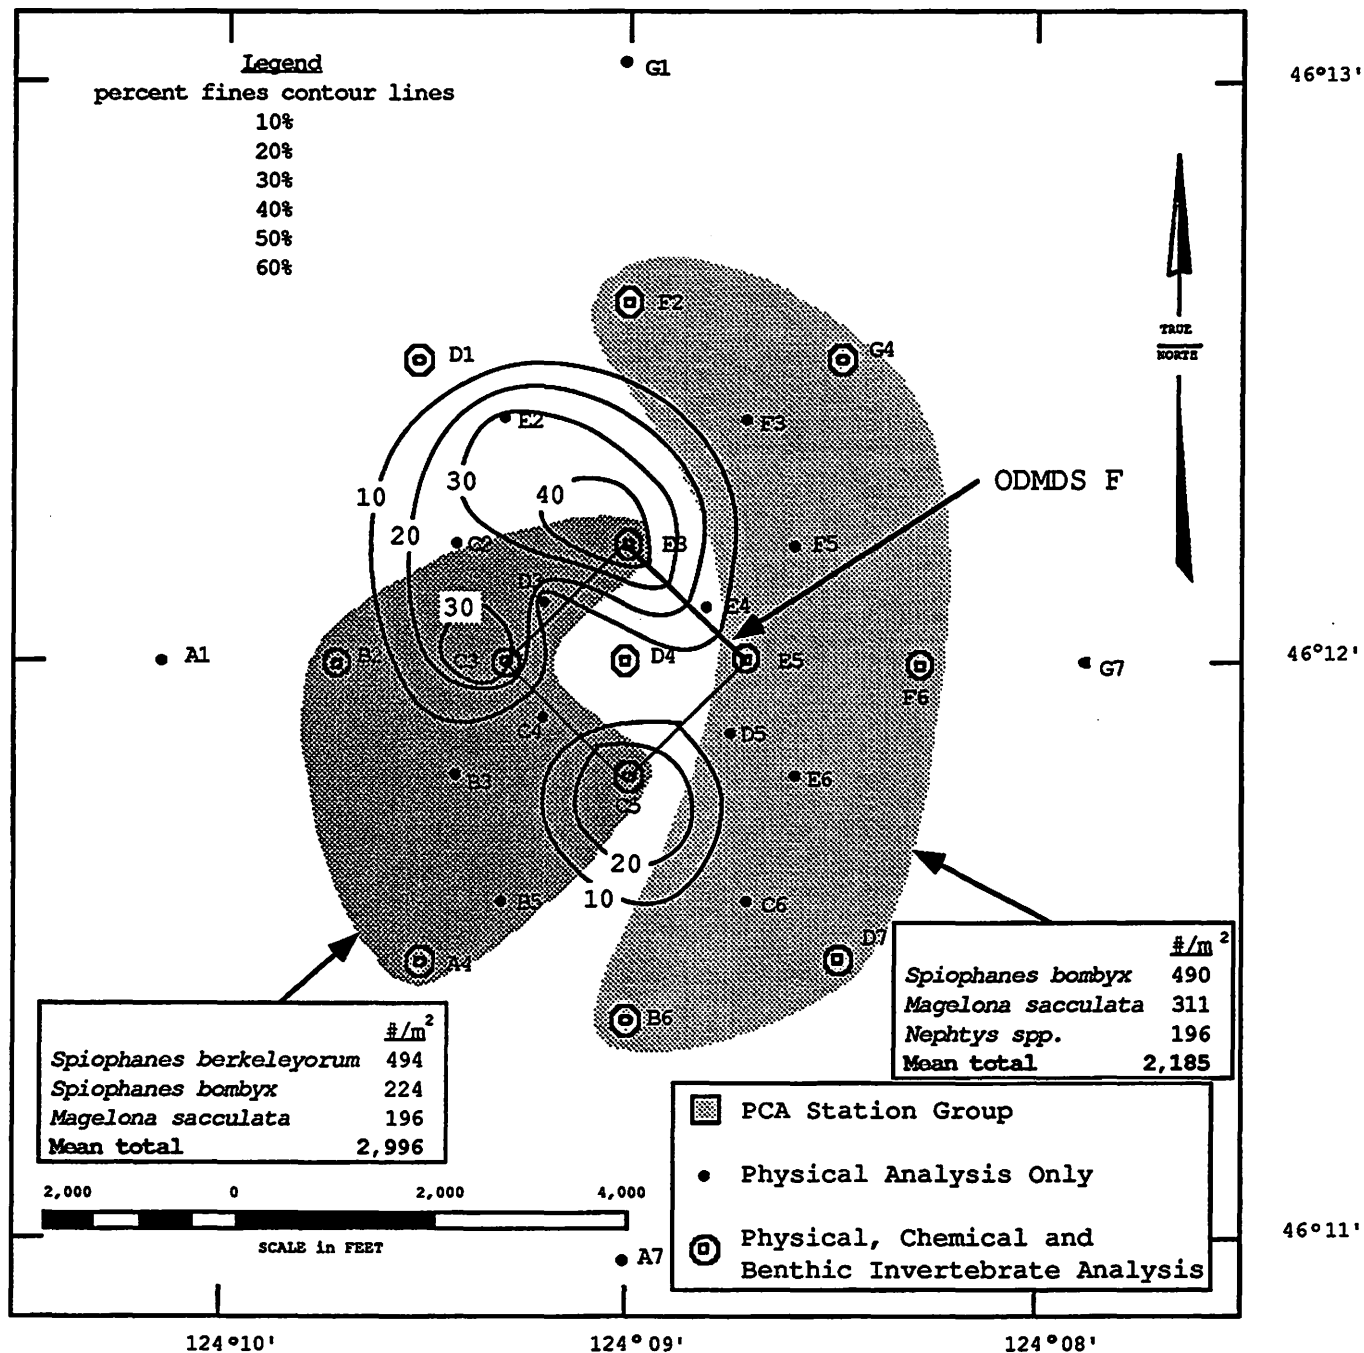 Legend
percent fines contour lines
10%
20%
30%
40%
50%
60%
G1
46°13'
TRUE
NORTH
F2
D1
G4
E2
F3
30
40
10
20
ODMDS F
C2
E3
F5
D3
30
E4
A1
B2
C3
D4
E5
F6
G7
46°12'
C4
D5
B3
C5
E6
20
10
B5
C6
A4
D7
B6
#/m²
Spiophanes bombyx 490
Magelona sacculata 311
Nephtys spp. 196
Mean total 2,185
#/m²
Spiophanes berkeleyorum 494
Spiophanes bombyx 224
Magelona sacculata 196
Mean total 2,996
PCA Station Group
Physical Analysis Only
Physical, Chemical and
Benthic Invertebrate Analysis
2,000 0 2,000 4,000
SCALE in FEET
A7
46°11'
124°10' 124°09' 124°08'